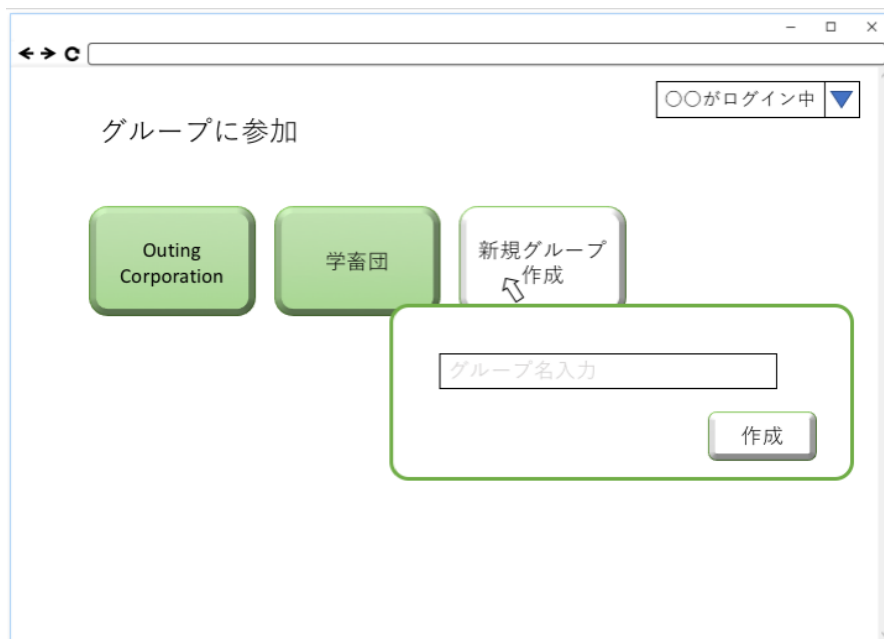 ○○がログイン中
グループに参加
Outing
Corporation
学畜団
新規グループ
作成
グループ名入力
作成